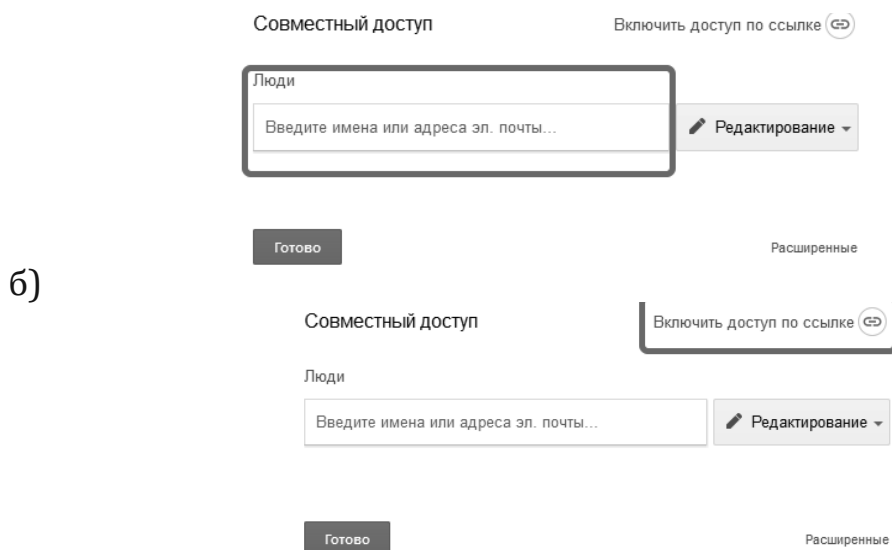 Совместный доступ Включить доступ по ссылке
Люди
Введите имена или адреса эл. почты... Редактирование
Готово Расширенные
б)
Совместный доступ Включить доступ по ссылке
Люди
Введите имена или адреса эл. почты... Редактирование
Готово Расширенные